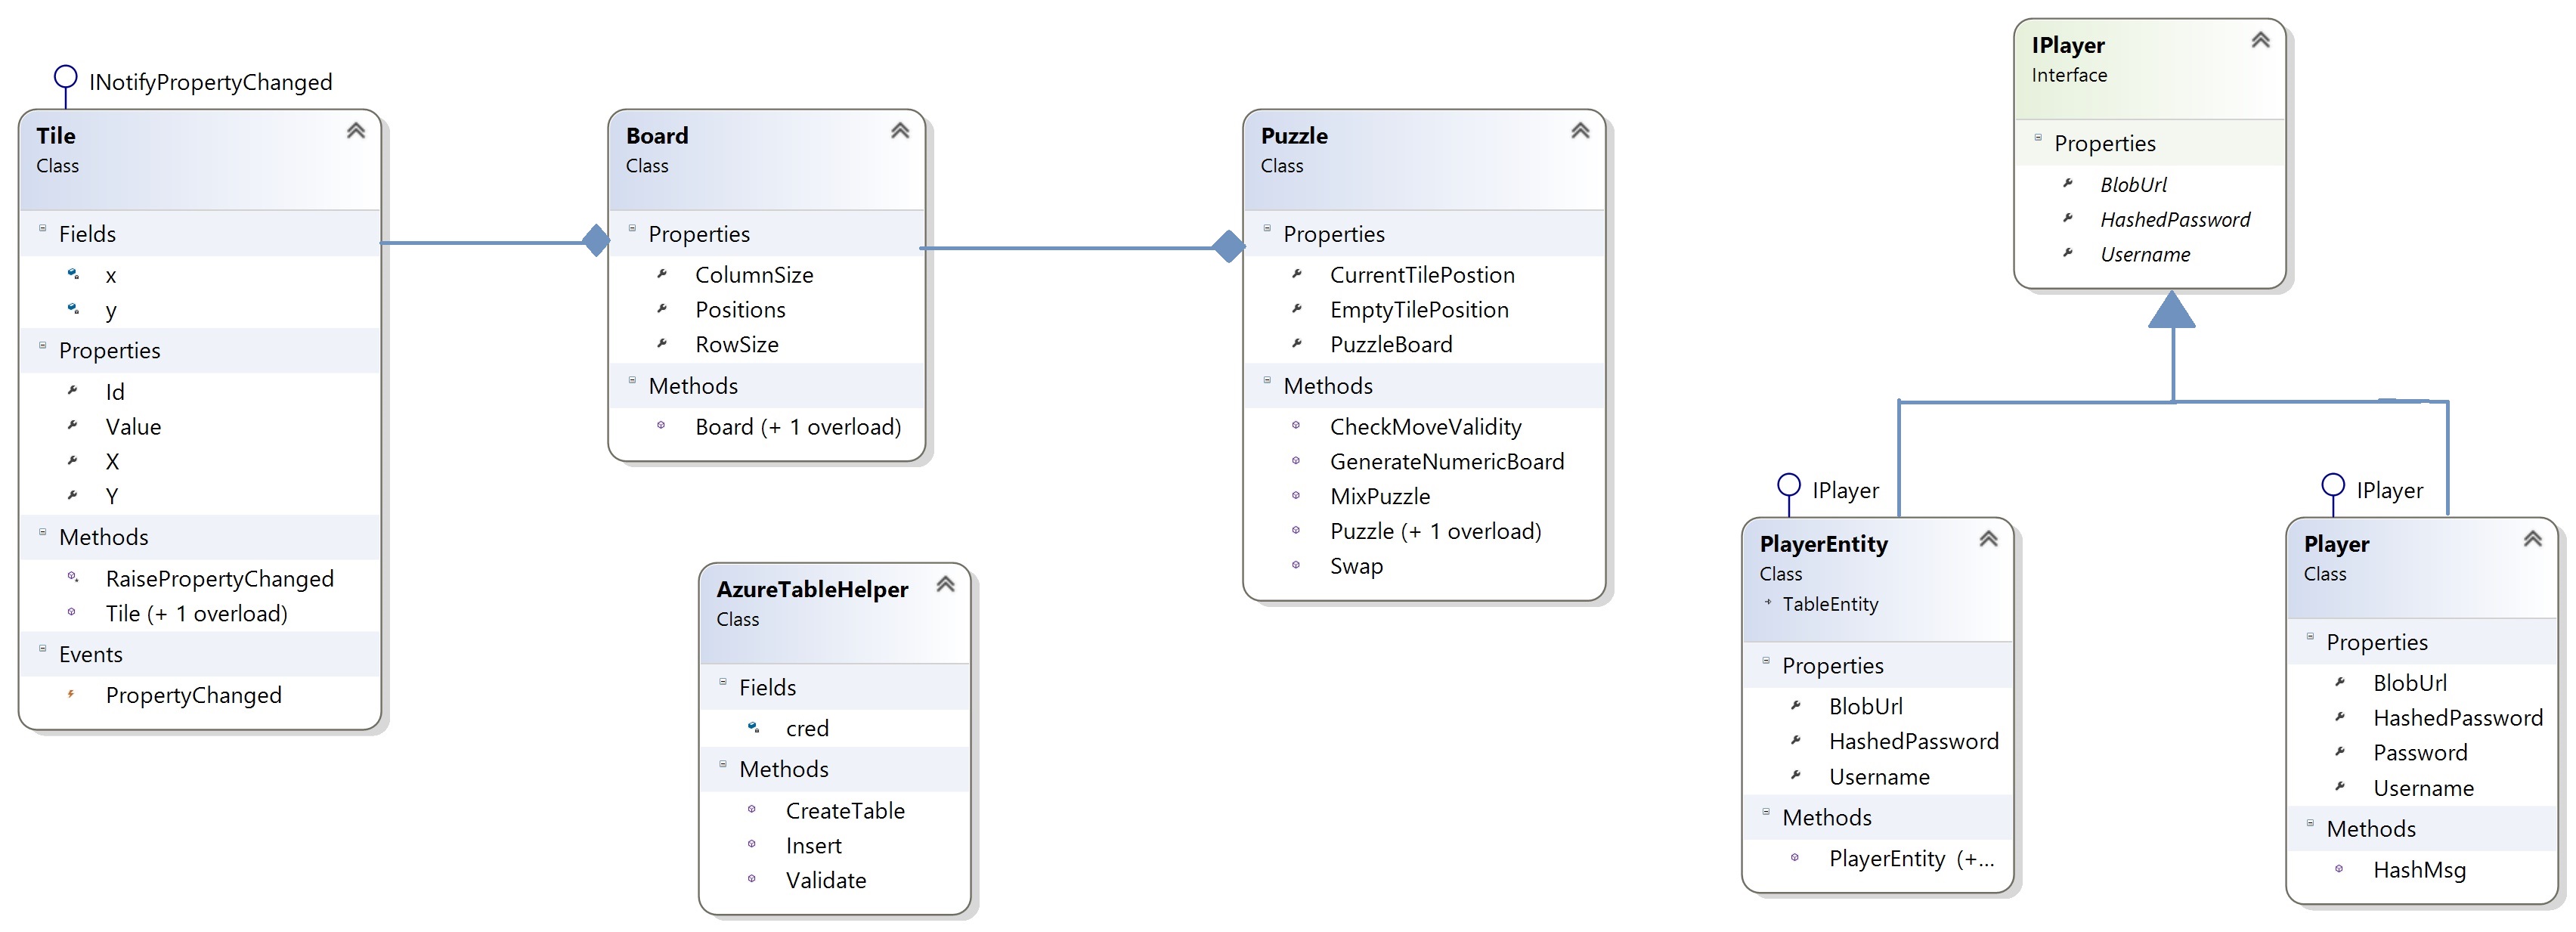 INotifyPropertyChanged
Tile
Class
Fields
x
y
Properties
Id
Value
X
Y
Methods
RaisePropertyChanged
Tile (+ 1 overload)
Events
PropertyChanged
Board
Class
Properties
ColumnSize
Positions
RowSize
Methods
Board (+ 1 overload)
AzureTableHelper
Class
Fields
cred
Methods
CreateTable
Insert
Validate
Puzzle
Class
Properties
CurrentTilePostion
EmptyTilePosition
PuzzleBoard
Methods
CheckMoveValidity
GenerateNumericBoard
MixPuzzle
Puzzle (+ 1 overload)
Swap
IPlayer
Interface
Properties
BlobUrl
HashedPassword
Username
IPlayer
PlayerEntity
Class
TableEntity
Properties
BlobUrl
HashedPassword
Username
Methods
PlayerEntity (+...
IPlayer
Player
Class
Properties
BlobUrl
HashedPassword
Password
Username
Methods
HashMsg